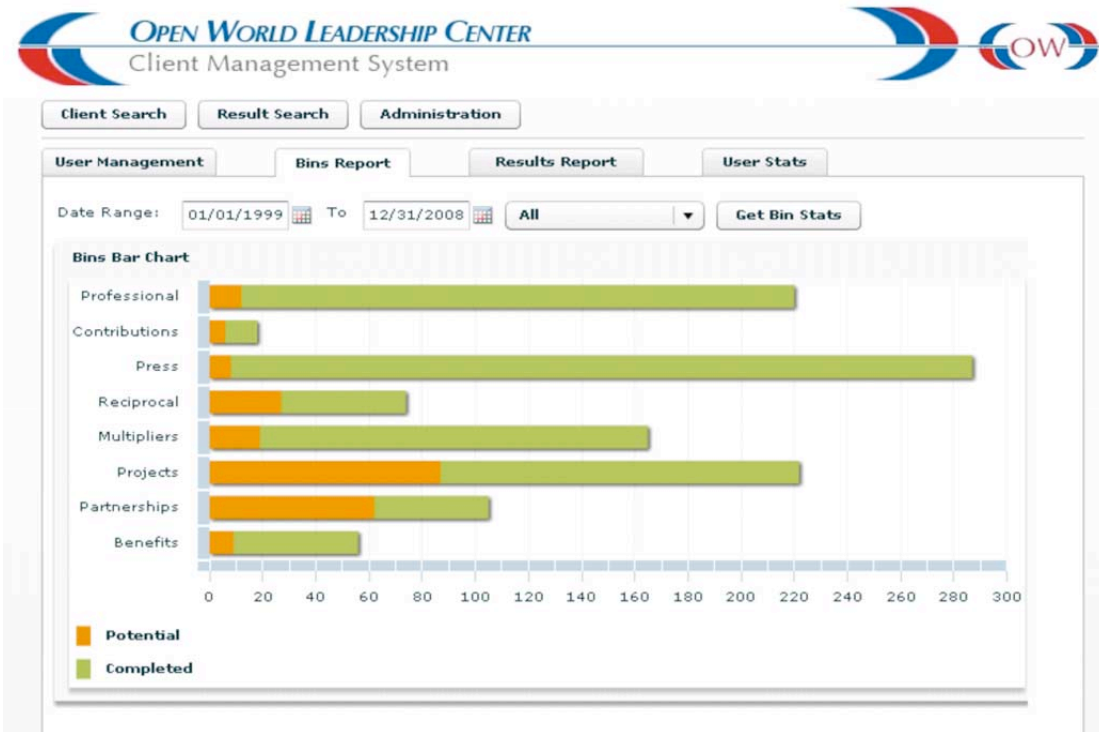 OPEN WORLD LEADERSHIP CENTER
Client Management System
OW
Client Search Result Search Administration
User Management Bins Report Results Report User Stats
Date Range: 01/01/1999 To 12/31/2008 All Get Bin Stats
Bins Bar Chart
Professional
Contributions
Press
Reciprocal
Multipliers
Projects
Partnerships
Benefits
0 20 40 60 80 100 120 140 160 180 200 220 240 260 280 300
Potential
Completed